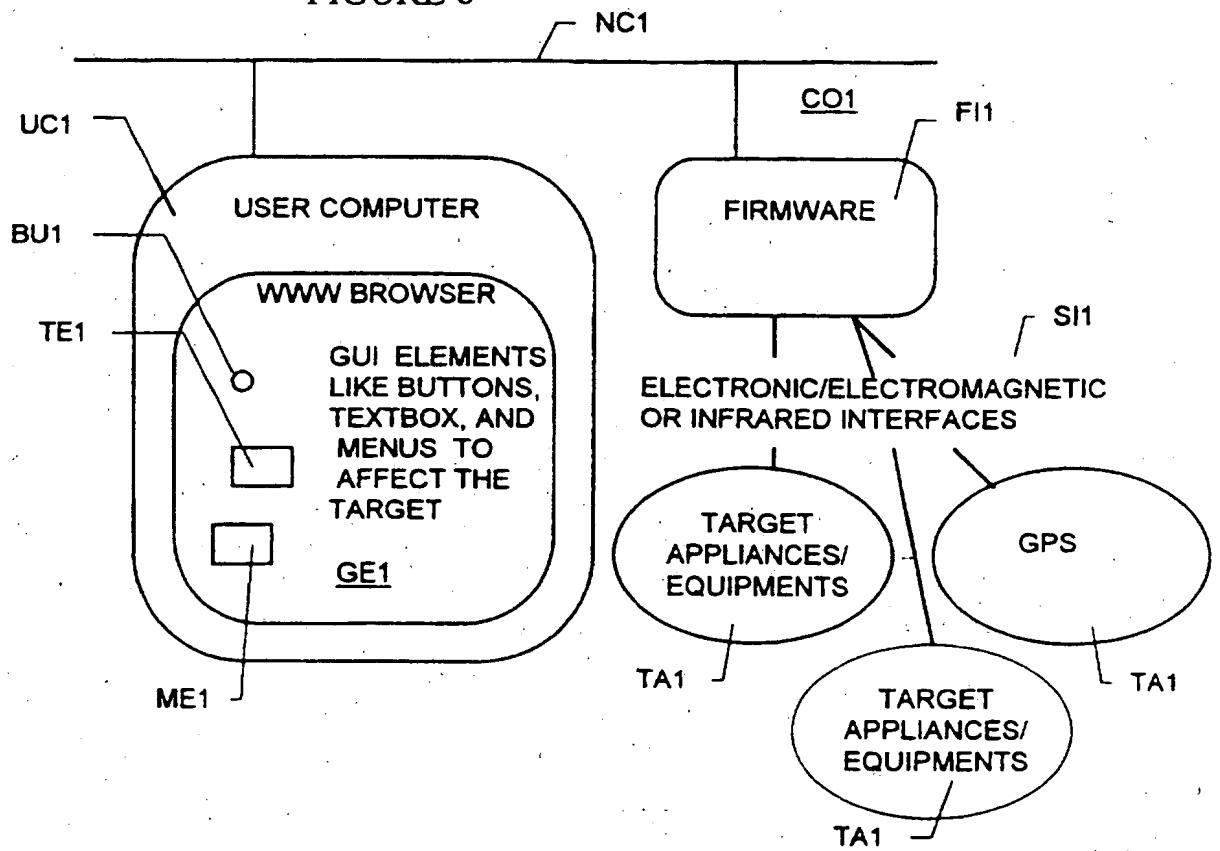 NC1
CO1
FI1
UC1
USER COMPUTER
FIRMWARE
BU1
WWW BROWSER
TE1
SI1
GUI ELEMENTS
LIKE BUTTONS,
TEXTBOX, AND
MENUS TO
AFFECT THE
TARGET
ELECTRONIC/ELECTROMAGNETIC
OR INFRARED INTERFACES
TARGET
APPLIANCES/
EQUIPMENTS
GPS
GE1
ME1
TA1
TA1
TARGET
APPLIANCES/
EQUIPMENTS
TA1